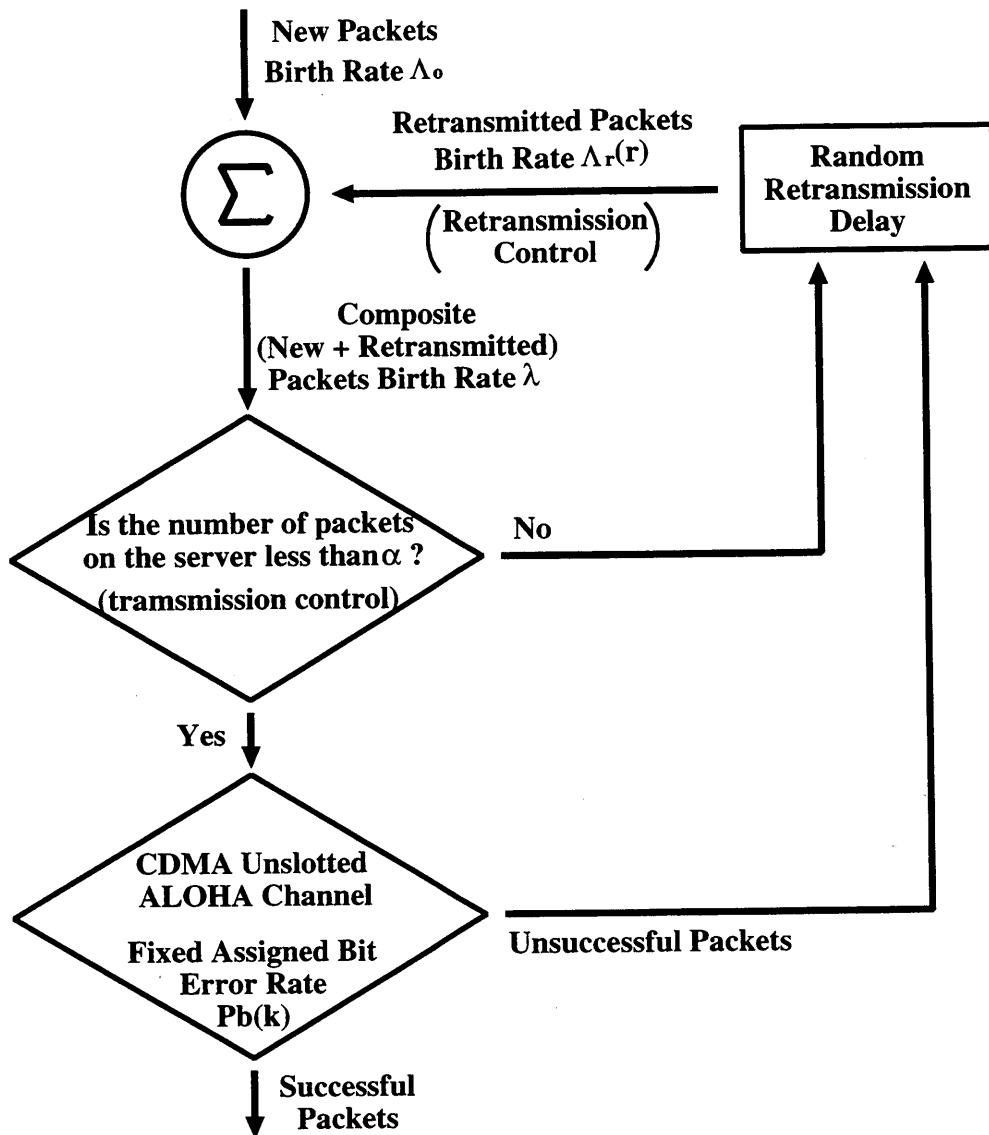 New Packets
Birth Rate Λo
Retransmitted Packets
Birth Rate Λr(r)
(Retransmission
Control)
Random
Retransmission
Delay
Σ
Composite
(New + Retransmitted)
Packets Birth Rate λ
Is the number of packets
on the server less than α ?
(tramsmission control)
No
Yes
CDMA Unslotted
ALOHA Channel
Fixed Assigned Bit
Error Rate
Pb(k)
Unsuccessful Packets
Successful
Packets